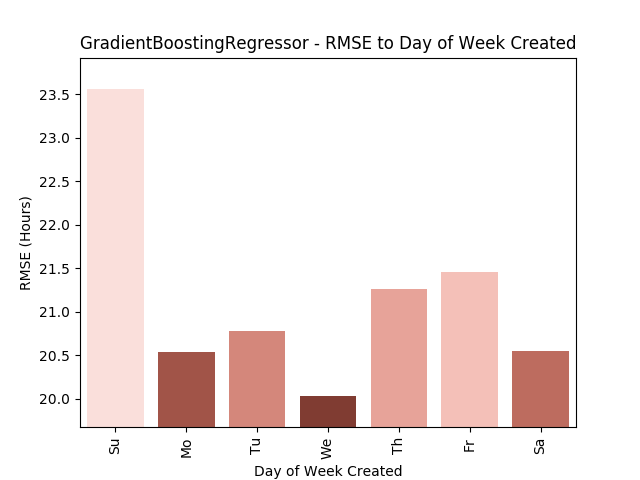 GradientBoostingRegressor - RMSE to Day of Week Created
23.5
23.0
22.5
22.0
21.5
21.0
20.5
20.0
RMSE (Hours)
Su Mo Tu We Th Fr Sa
Day of Week Created